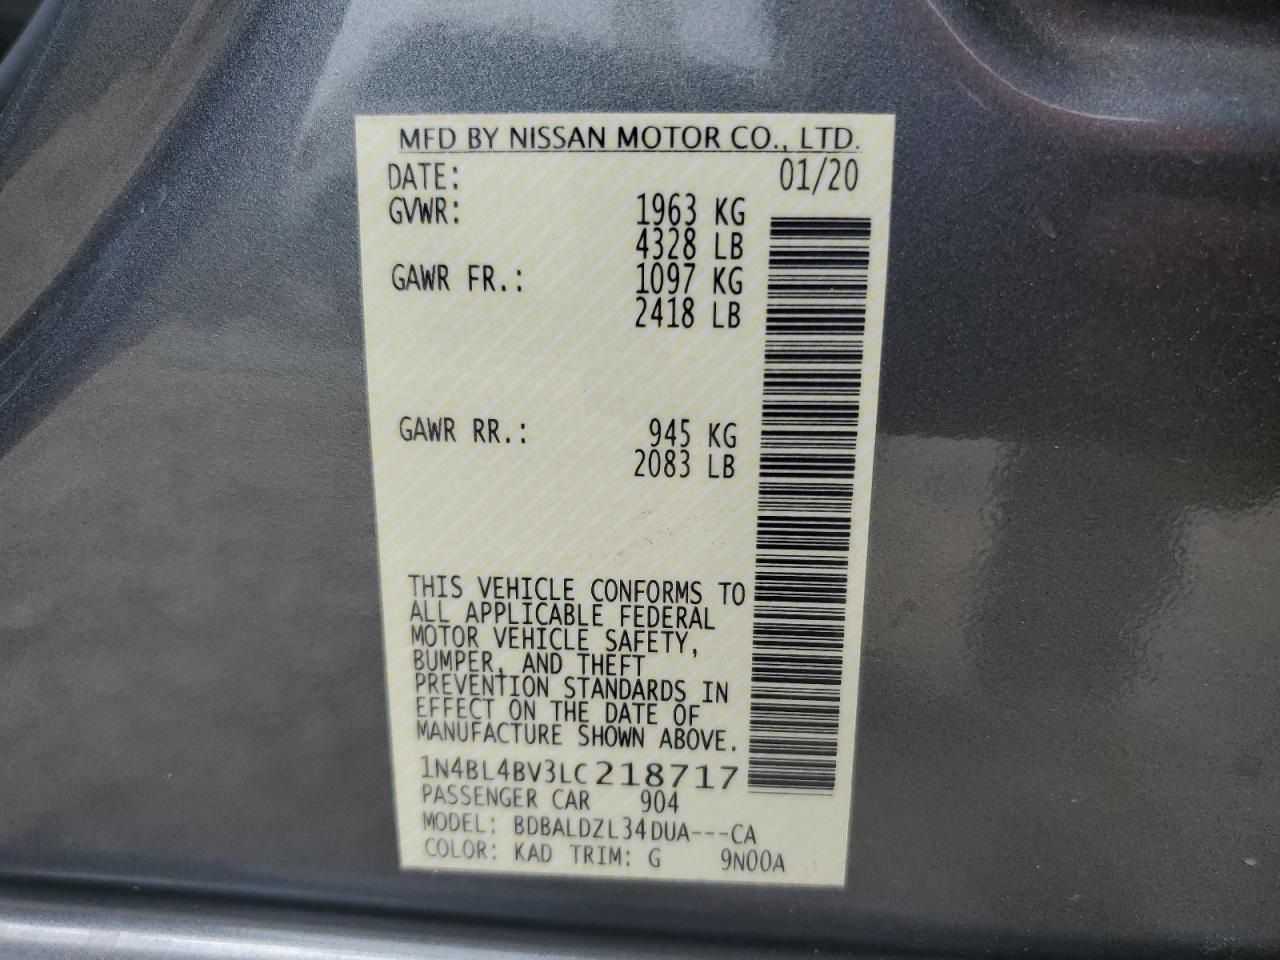 MFD BY NISSAN MOTOR CO., LTD.
DATE: 01/20
GVWR: 1963 KG
4328 LB
GAWR FR.: 1097 KG
2418 LB
GAWR RR.: 945 KG
2083 LB
THIS VEHICLE CONFORMS TO
ALL APPLICABLE FEDERAL
MOTOR VEHICLE SAFETY,
BUMPER, AND THEFT
PREVENTION STANDARDS IN
EFFECT ON THE DATE OF
MANUFACTURE SHOWN ABOVE.
1N4BL4BV3LC218717
PASSENGER CAR 904
MODEL: BDBALDZL34DUA---CA
COLOR: KAD TRIM: G 9N00A